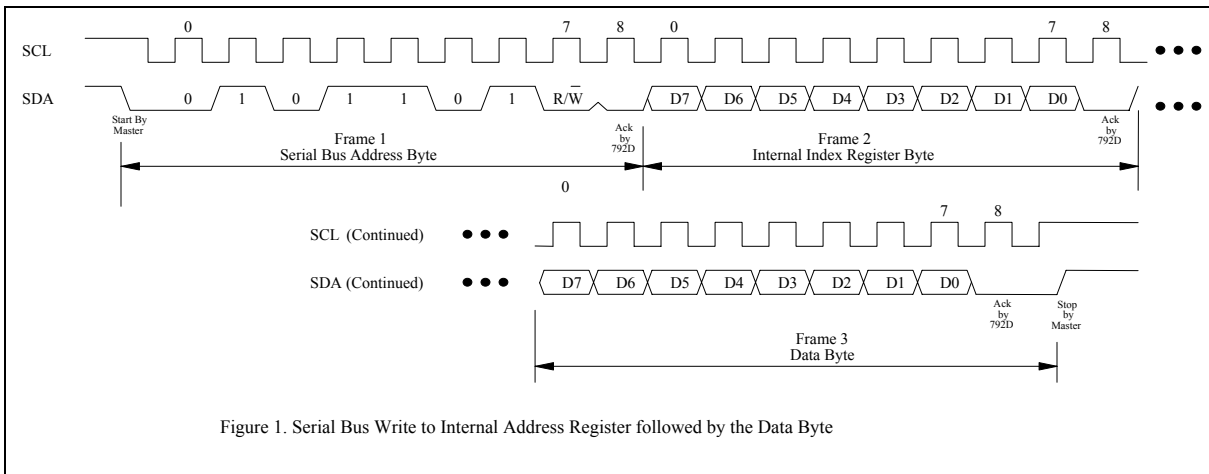 0 7 8 0 7 8
SCL
SDA 0 1 0 1 1 0 1 R/W̅ D7 D6 D5 D4 D3 D2 D1 D0
Start By
Master
Ack
by
792D
Ack
by
792D
Frame 1
Serial Bus Address Byte
Frame 2
Internal Index Register Byte
0
7 8
SCL (Continued)
SDA (Continued) D7 D6 D5 D4 D3 D2 D1 D0
Ack
by
792D
Stop
by
Master
Frame 3
Data Byte
Figure 1. Serial Bus Write to Internal Address Register followed by the Data Byte